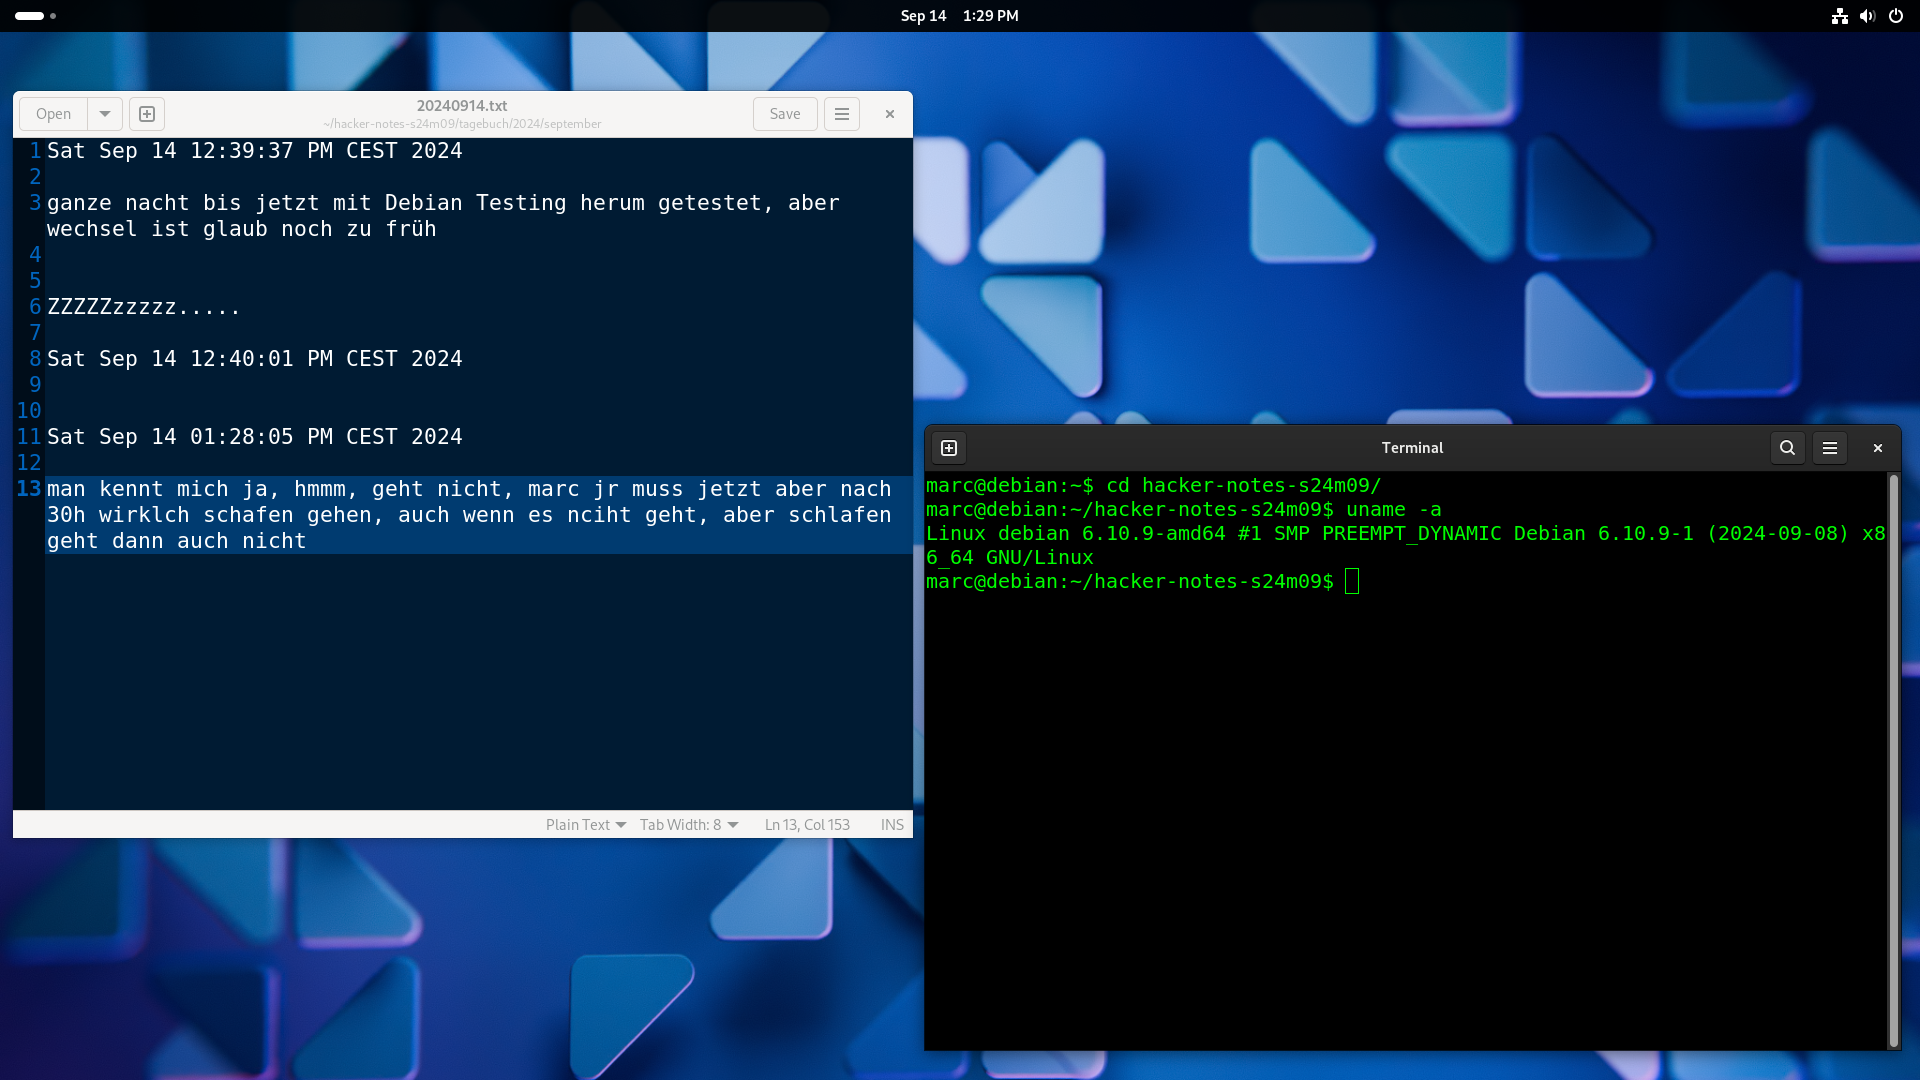 Sep 14 1:29 PM
Open
20240914.txt
~/hacker-notes-s24m09/tagebuch/2024/september
Save
1 Sat Sep 14 12:39:37 PM CEST 2024
2
3 ganze nacht bis jetzt mit Debian Testing herum getestet, aber
wechsel ist glaub noch zu früh
4
5
6 ZZZZZzzzzz.....
7
8 Sat Sep 14 12:40:01 PM CEST 2024
9
10
11 Sat Sep 14 01:28:05 PM CEST 2024
12
13 man kennt mich ja, hmmm, geht nicht, marc jr muss jetzt aber nach
30h wirklch schafen gehen, auch wenn es nciht geht, aber schlafen
geht dann auch nicht
Plain Text Tab Width: 8 Ln 13, Col 153 INS
Terminal
marc@debian:~$ cd hacker-notes-s24m09/
marc@debian:~/hacker-notes-s24m09$ uname -a
Linux debian 6.10.9-amd64 #1 SMP PREEMPT_DYNAMIC Debian 6.10.9-1 (2024-09-08) x8
6_64 GNU/Linux
marc@debian:~/hacker-notes-s24m09$